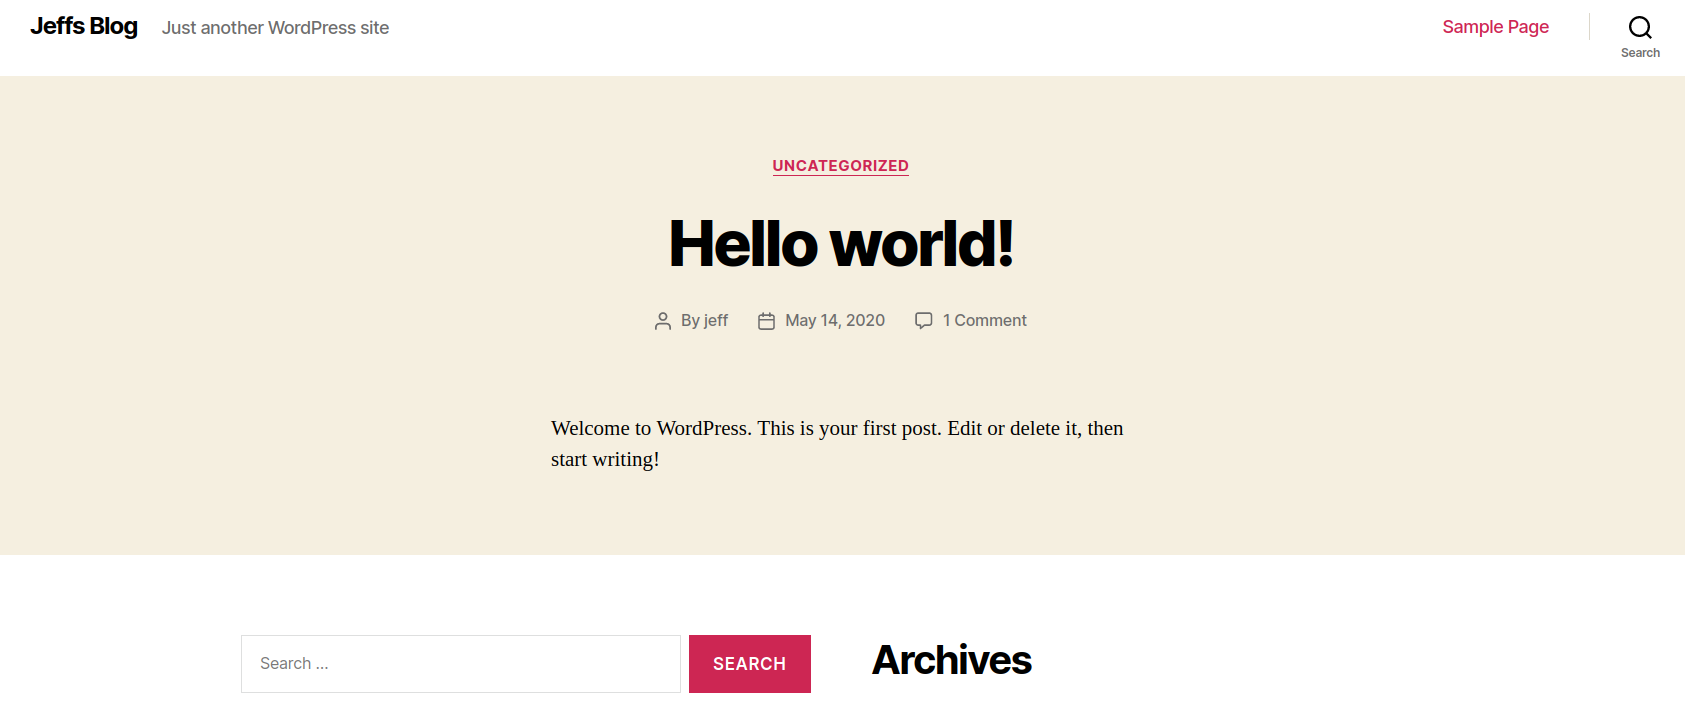 Jeffs Blog Just another WordPress site Sample Page
Search
UNCATEGORIZED
Hello world!
By jeff May 14, 2020 1 Comment
Welcome to WordPress. This is your first post. Edit or delete it, then
start writing!
Search …
SEARCH
Archives